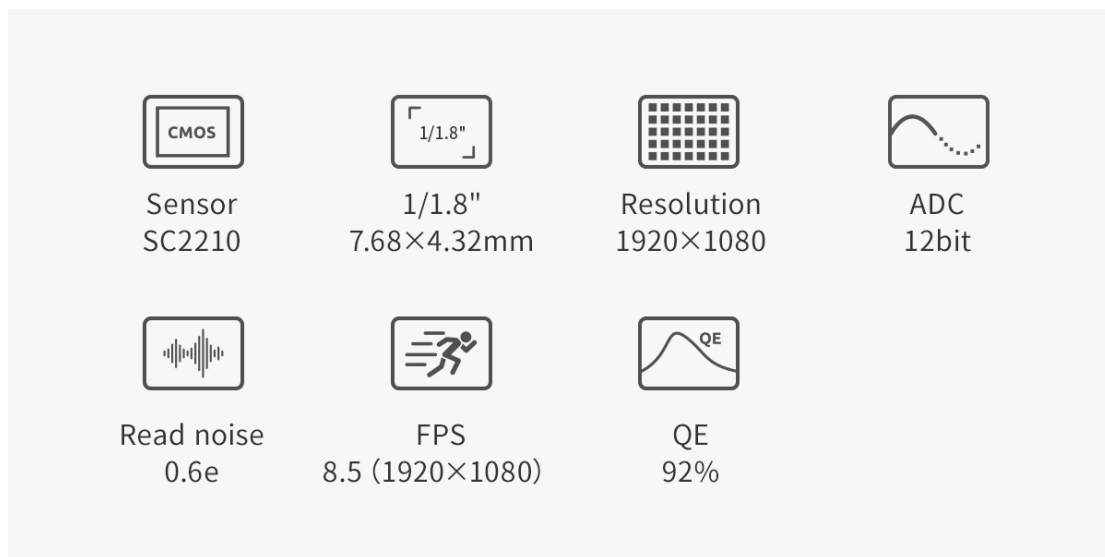 CMOS
Sensor
SC2210
1/1.8"
1/1.8"
7.68×4.32mm
Resolution
1920×1080
ADC
12bit
Read noise
0.6e
FPS
8.5 (1920×1080)
QE
QE
92%